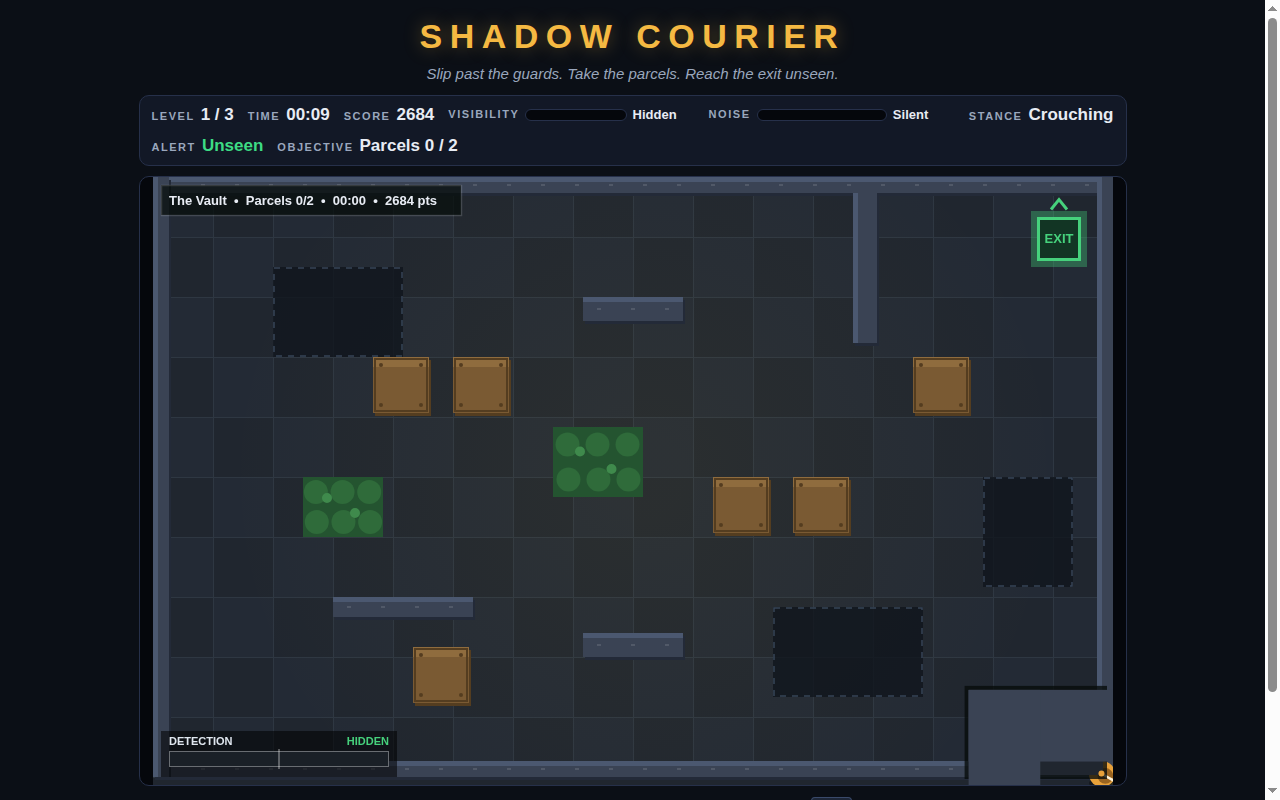 SHADOW COURIER
Slip past the guards. Take the parcels. Reach the exit unseen.
LEVEL 1 / 3 TIME 00:09 SCORE 2684 VISIBILITY Hidden NOISE Silent STANCE Crouching
ALERT Unseen OBJECTIVE Parcels 0 / 2
The Vault • Parcels 0/2 • 00:00 • 2684 pts
EXIT
DETECTION HIDDEN